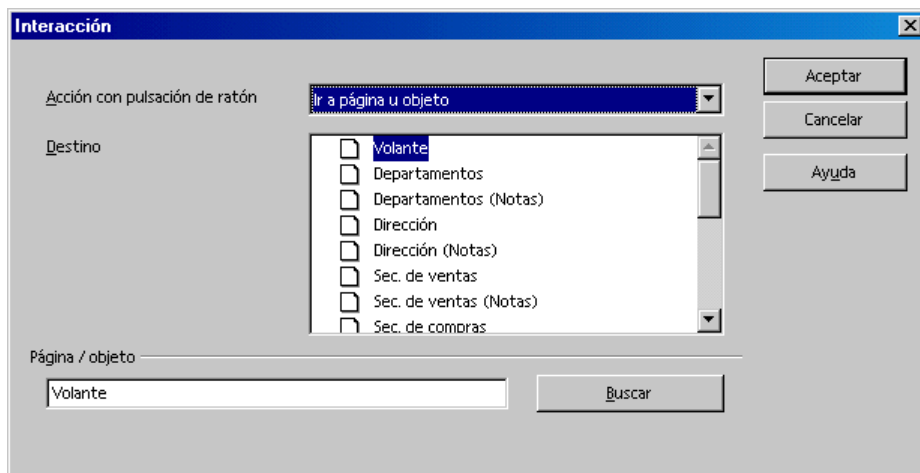 Interacción
Acción con pulsación de ratón
Ir a página u objeto
Aceptar
Cancelar
Ayuda
Destino
Volante
Departamentos
Departamentos (Notas)
Dirección
Dirección (Notas)
Sec. de ventas
Sec. de ventas (Notas)
Sec. de compras
Página / objeto
Volante
Buscar